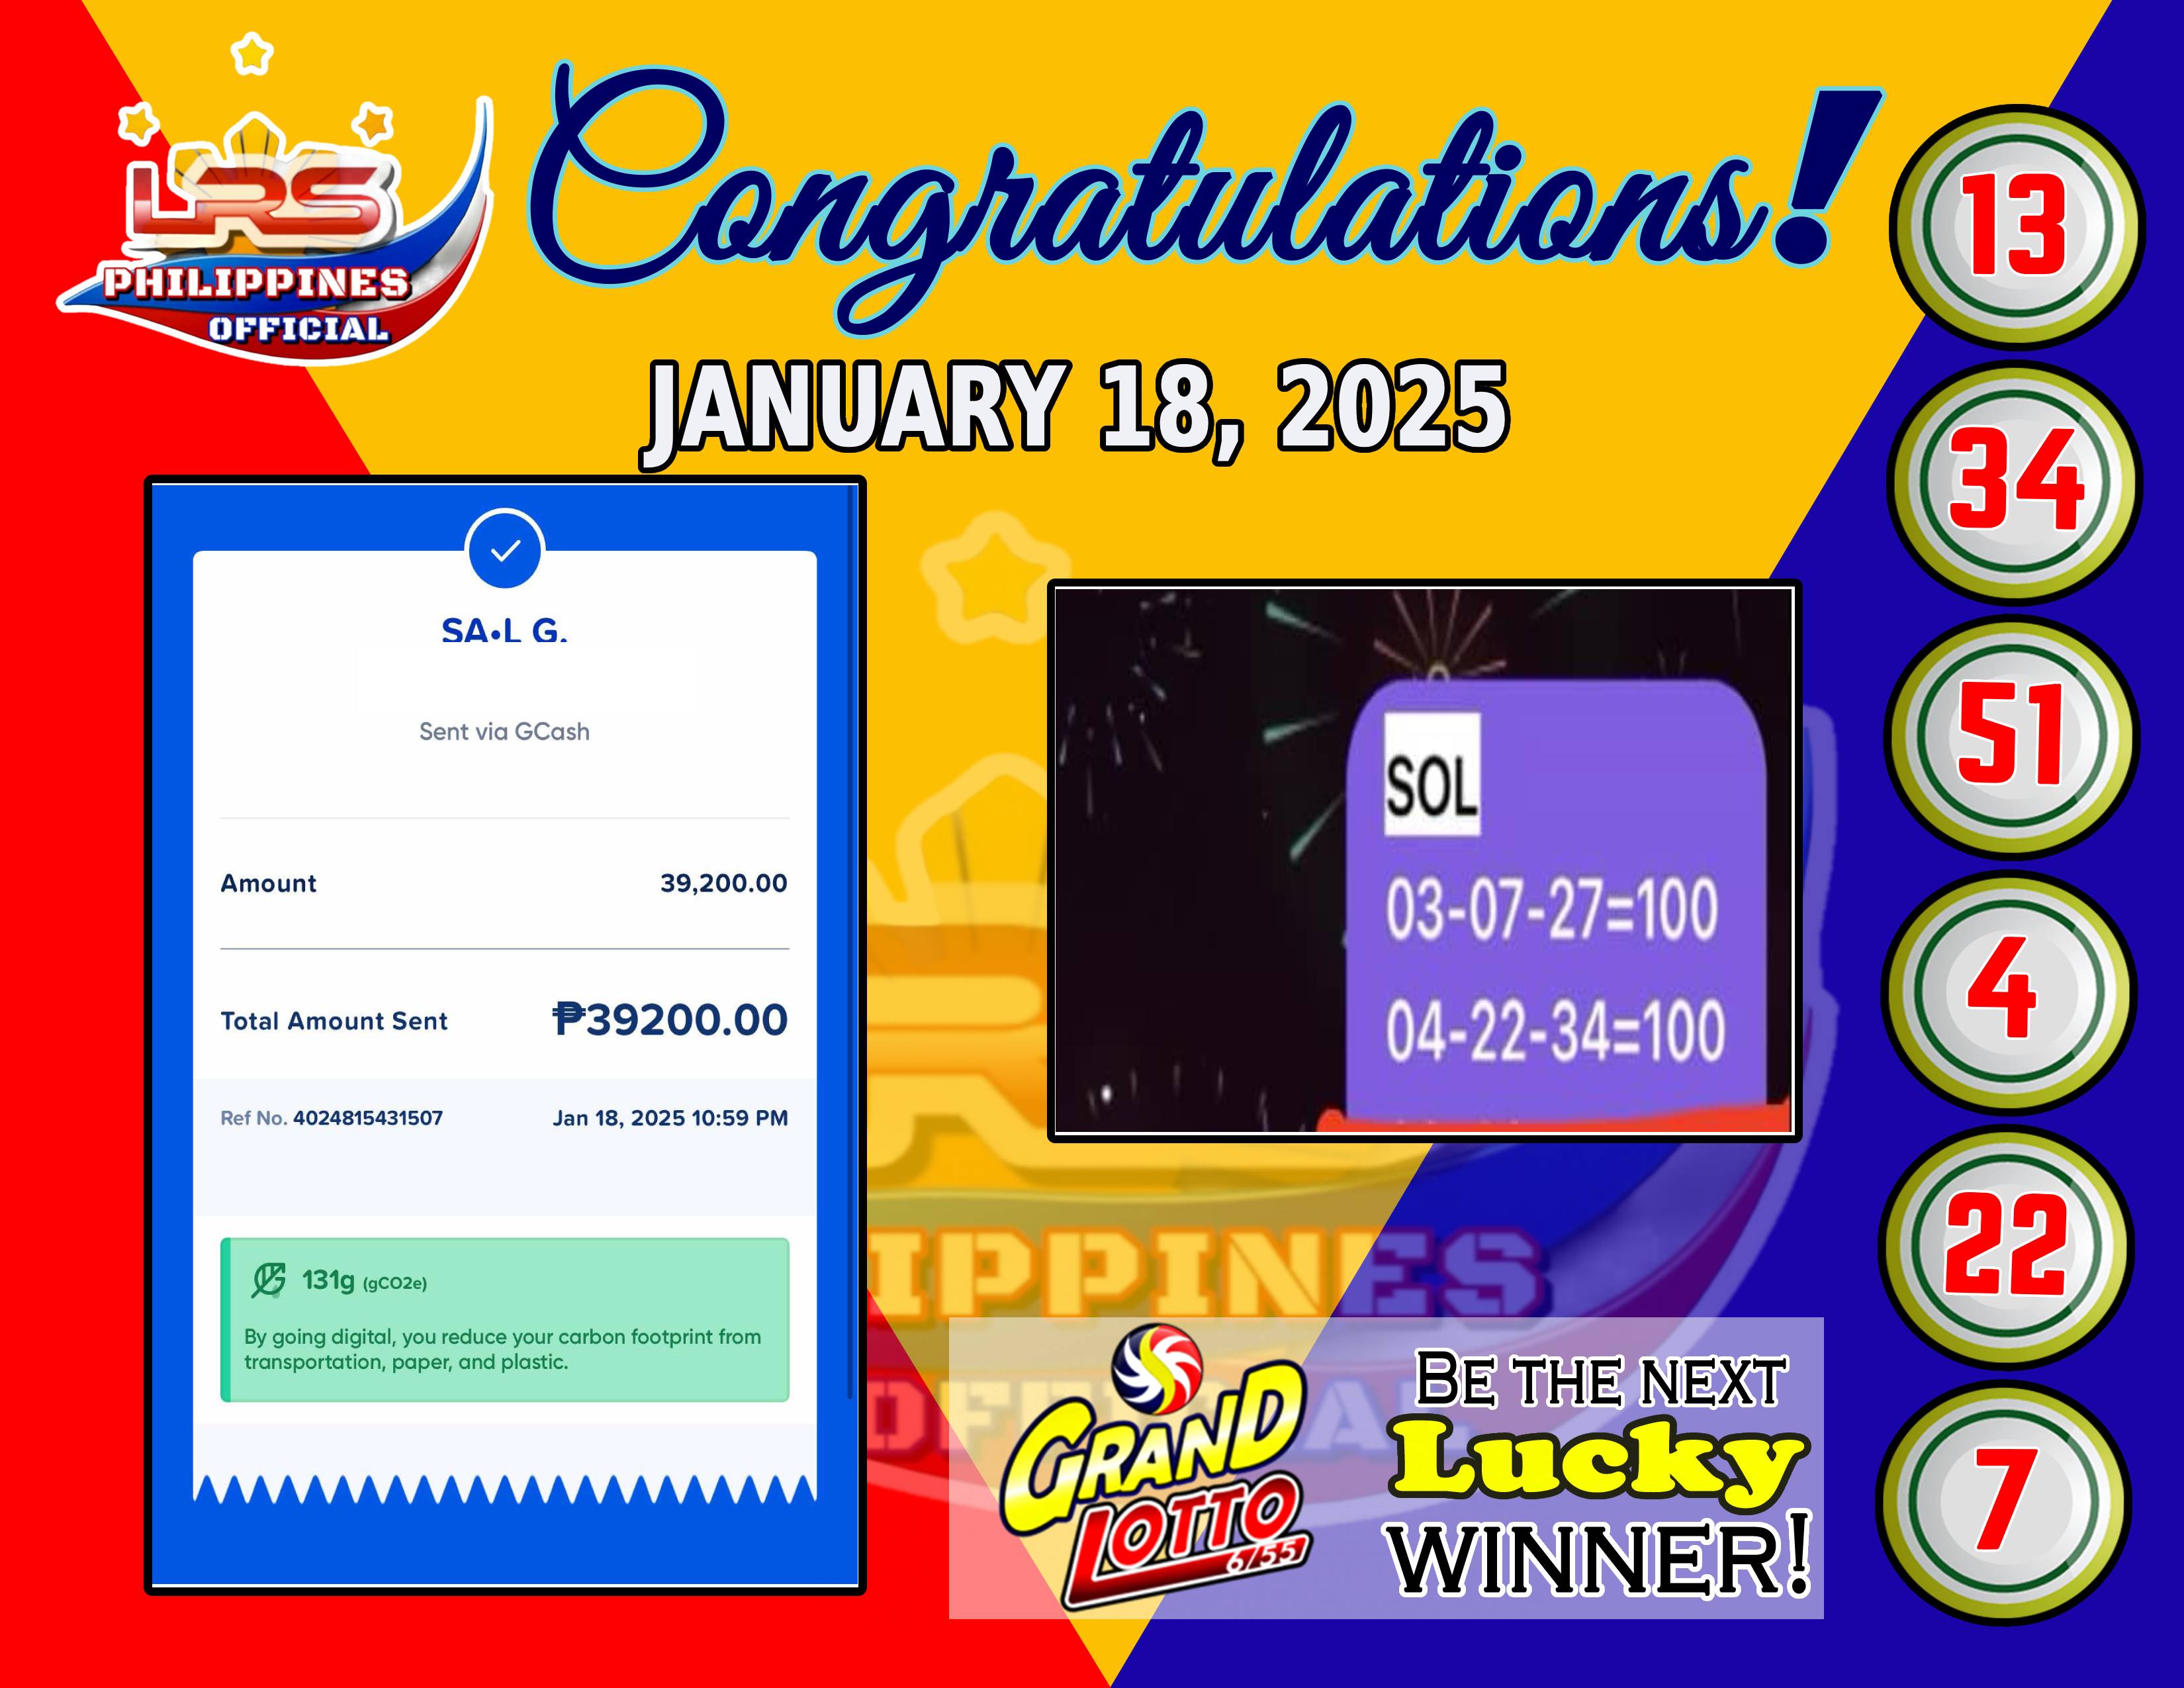 LRS
PHILIPPINES
OFFICIAL
Congratulations!
JANUARY 18, 2025
SA•L G.
Sent via GCash
Amount 39,200.00
Total Amount Sent ₱39200.00
Ref No. 4024815431507 Jan 18, 2025 10:59 PM
131g (gCO2e)
By going digital, you reduce your carbon footprint from
transportation, paper, and plastic.
SOL
03-07-27=100
04-22-34=100
IPPINES
OFFICIAL
GRAND
LOTTO
6/55
BE THE NEXT
Lucky
WINNER!
13
34
51
4
22
7